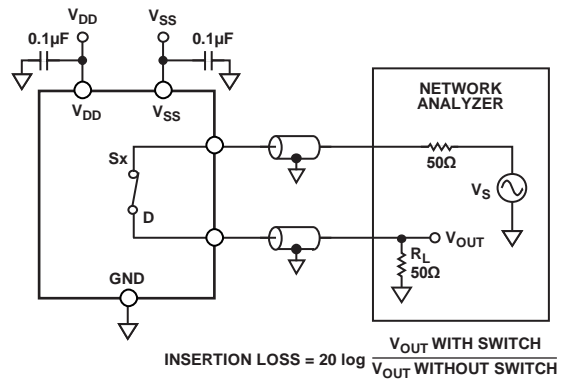 VDD
VSS
0.1µF
0.1µF
VDD
VSS
NETWORK
ANALYZER
Sx
50Ω
VS
D
VOUT
RL
50Ω
GND
INSERTION LOSS = 20 log VOUT WITH SWITCH
VOUT WITHOUT SWITCH